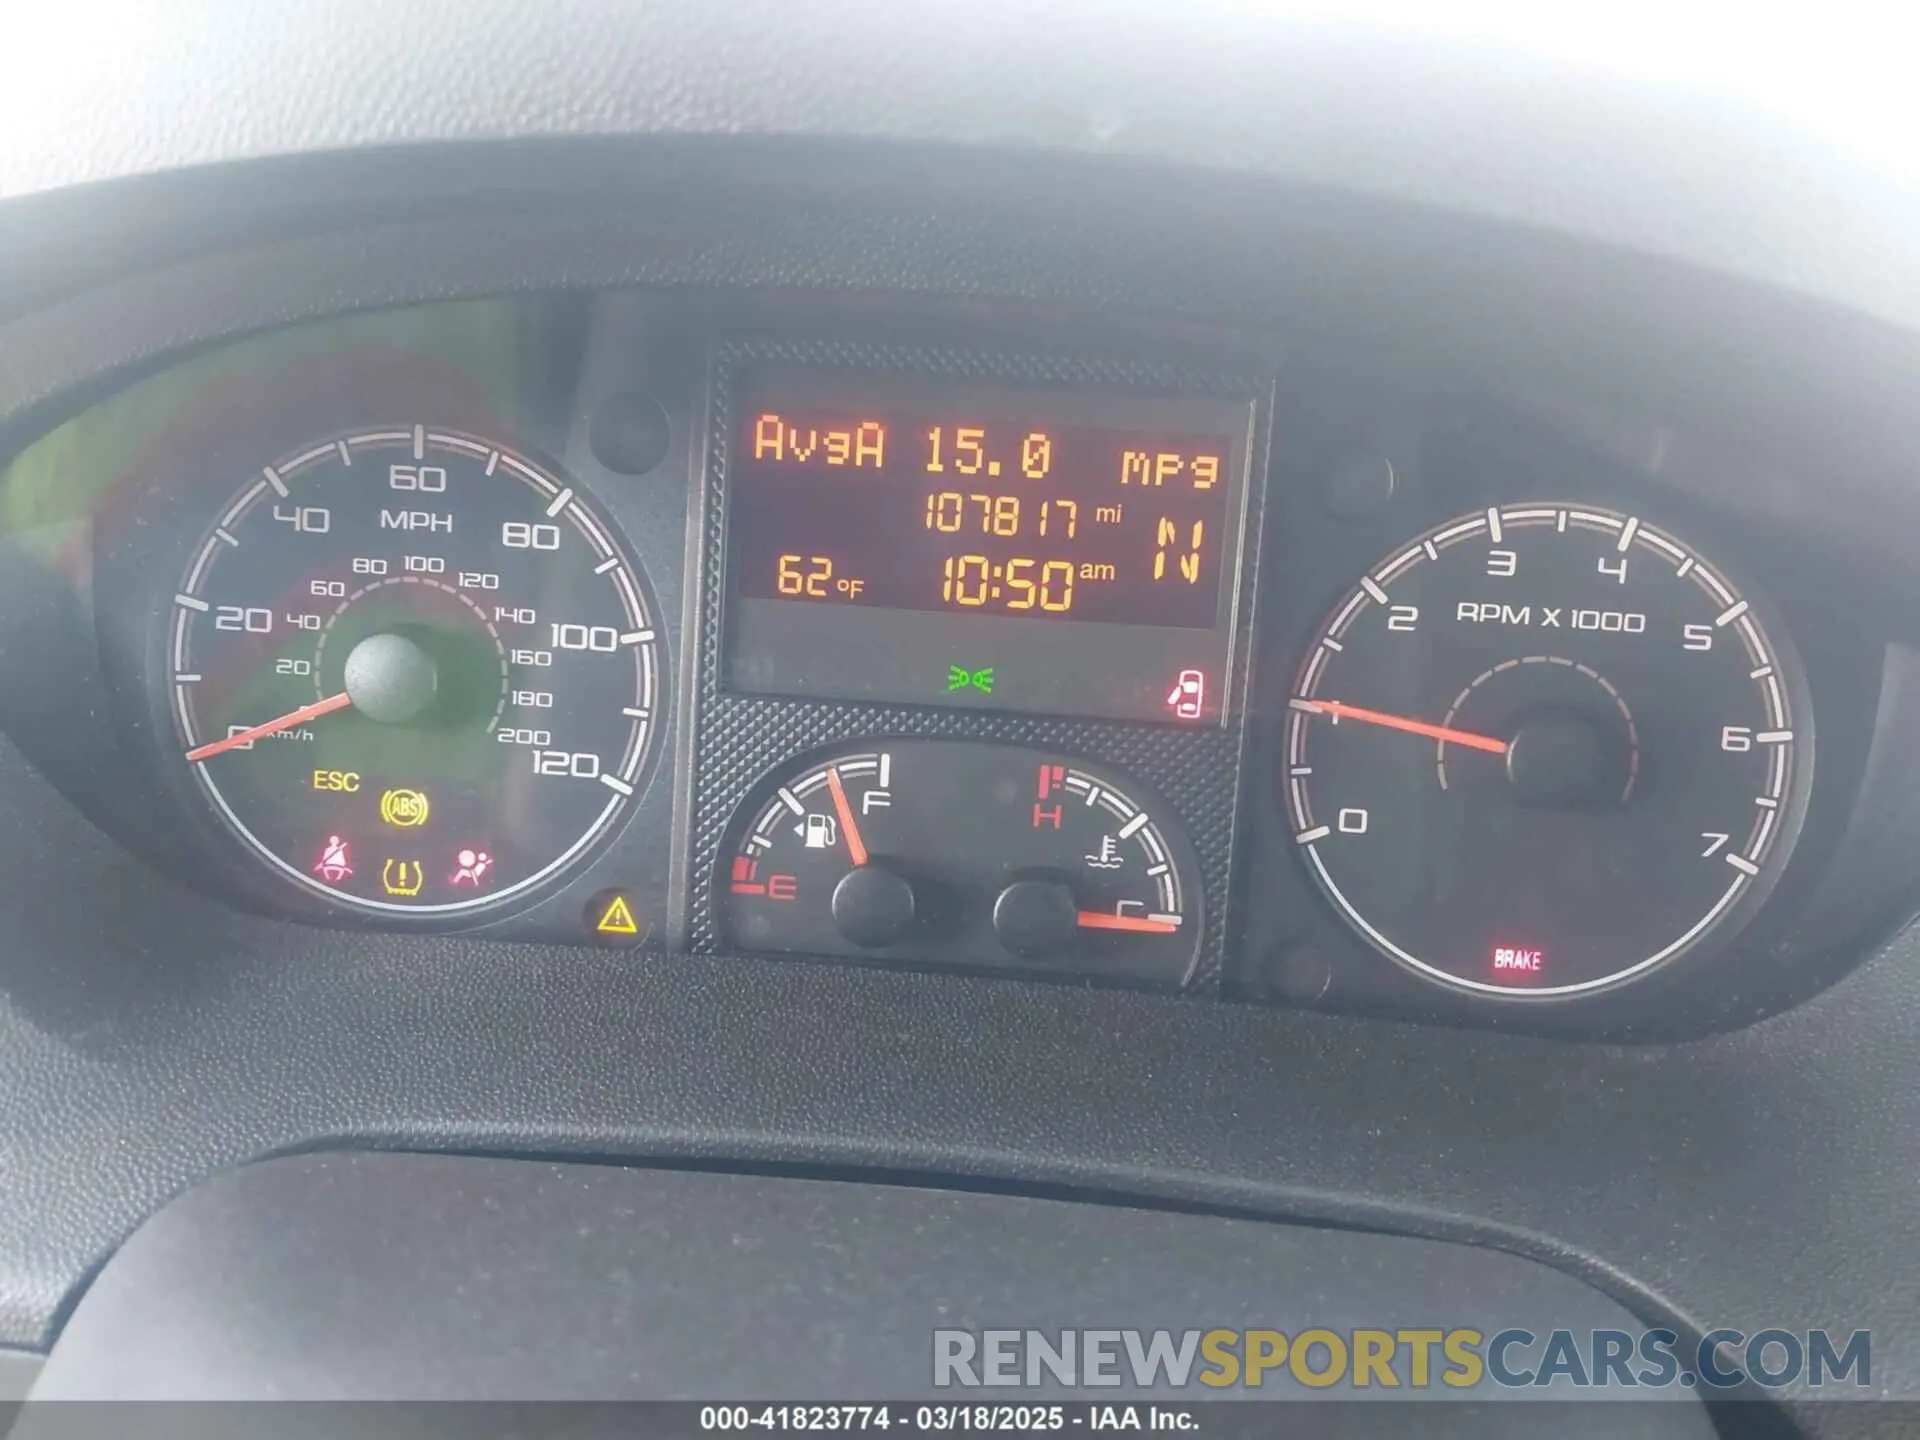 AvgA 15.0 mpg
107817 mi
N
62 °F 10:50 am
0 20 40 60 80 100 120
MPH
20 40 60 80 100 120 140 160 180 200
km/h
ESC
ABS
E F
H C
RPM X 1000
0 1 2 3 4 5 6 7
BRAKE
RENEWSPORTSCARS.COM
000-41823774 - 03/18/2025 - IAA Inc.